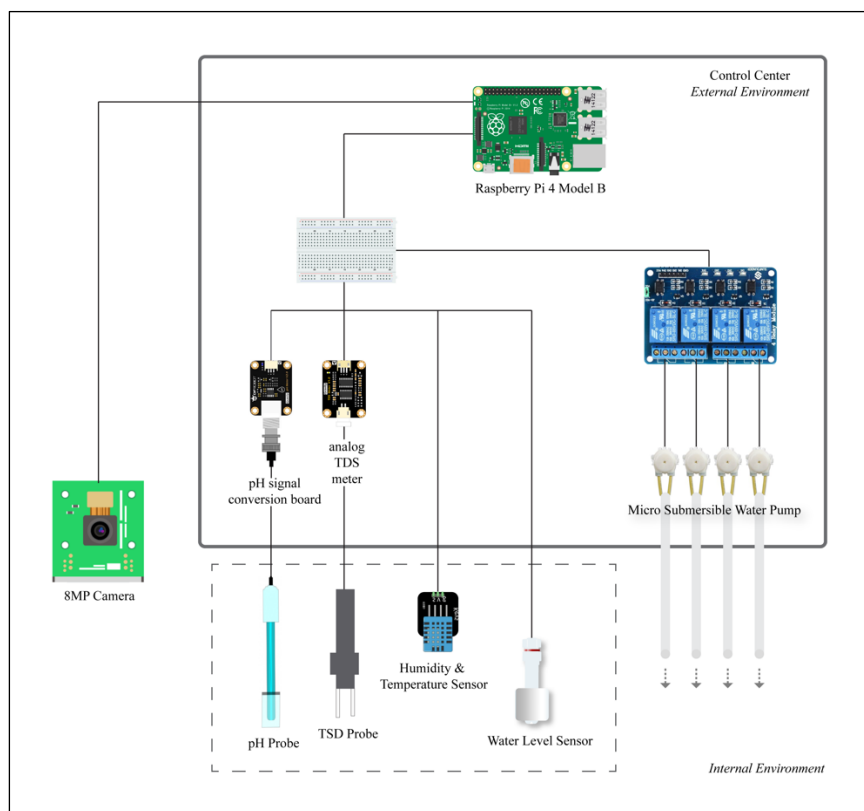 Control Center
External Environment
Raspberry Pi 4 Model B
pH signal
conversion board
analog
TDS
meter
Micro Submersible Water Pump
8MP Camera
Humidity &
Temperature Sensor
pH Probe
TSD Probe
Water Level Sensor
Internal Environment